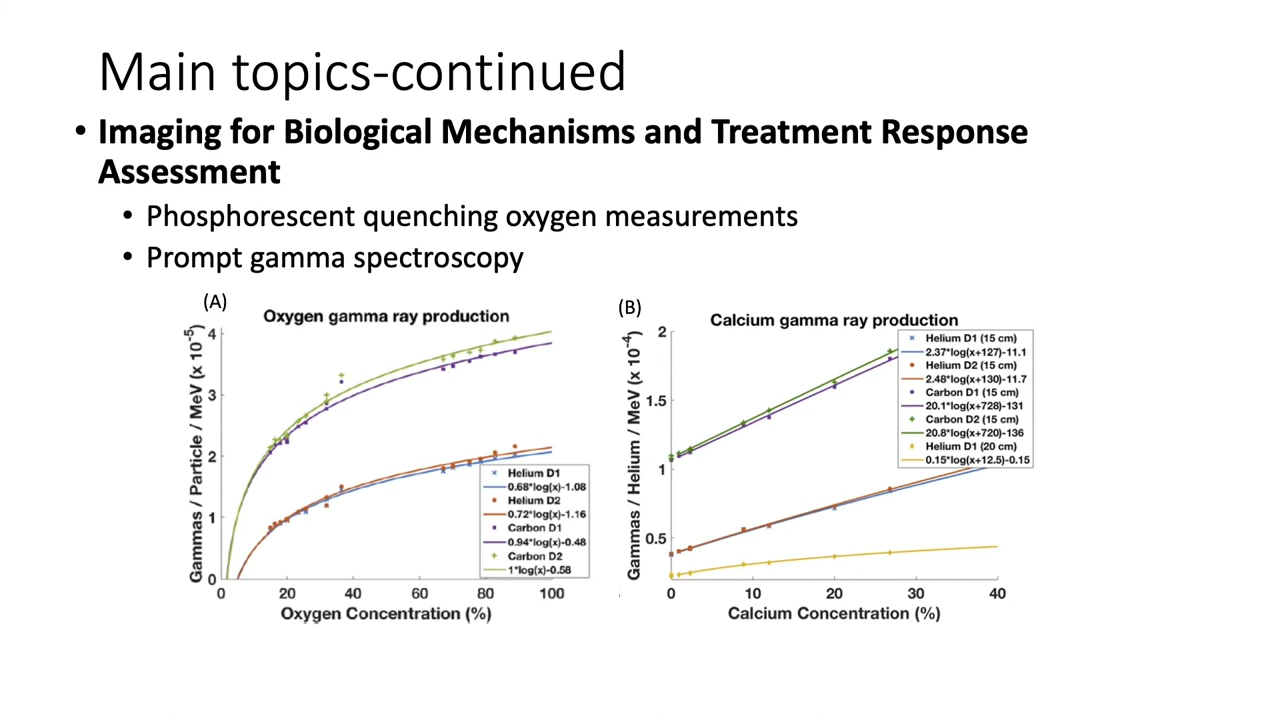 Main topics-continued
• Imaging for Biological Mechanisms and Treatment Response
Assessment
• Phosphorescent quenching oxygen measurements
• Prompt gamma spectroscopy
(A)
Oxygen gamma ray production
Gammas / Particle / MeV (x 10⁻⁵)
4
3
2
1
0
0 20 40 60 80 100
Oxygen Concentration (%)
Helium D1
0.68*log(x)-1.08
Helium D2
0.72*log(x)-1.16
Carbon D1
0.94*log(x)-0.48
Carbon D2
1*log(x)-0.58
(B)
Calcium gamma ray production
Gammas / Helium / MeV (x 10⁻⁴)
2
1.5
1
0.5
0 10 20 30 40
Calcium Concentration (%)
Helium D1 (15 cm)
2.37*log(x+127)-11.1
Helium D2 (15 cm)
2.48*log(x+130)-11.7
Carbon D1 (15 cm)
20.1*log(x+728)-131
Carbon D2 (15 cm)
20.8*log(x+720)-136
Helium D1 (20 cm)
0.15*log(x+12.5)-0.15